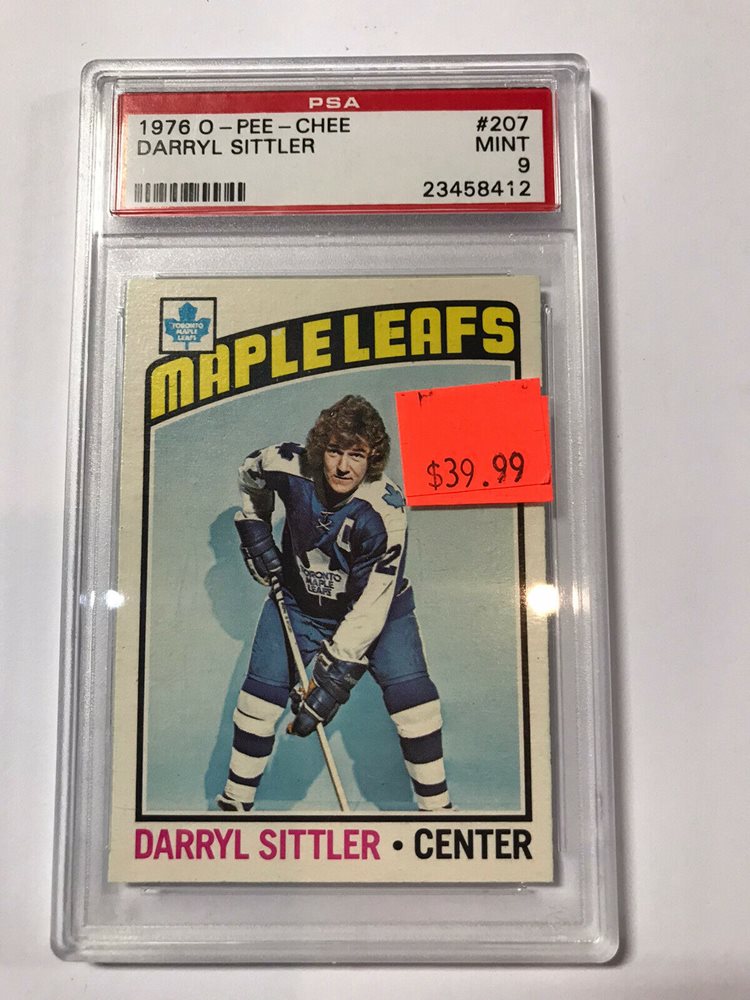 PSA
1976 O-PEE-CHEE #207
DARRYL SITTLER MINT
9
23458412
TORONTO
MAPLE
LEAFS
MAPLE LEAFS
$39.99
C
2
TORONTO
MAPLE
LEAFS
DARRYL SITTLER • CENTER